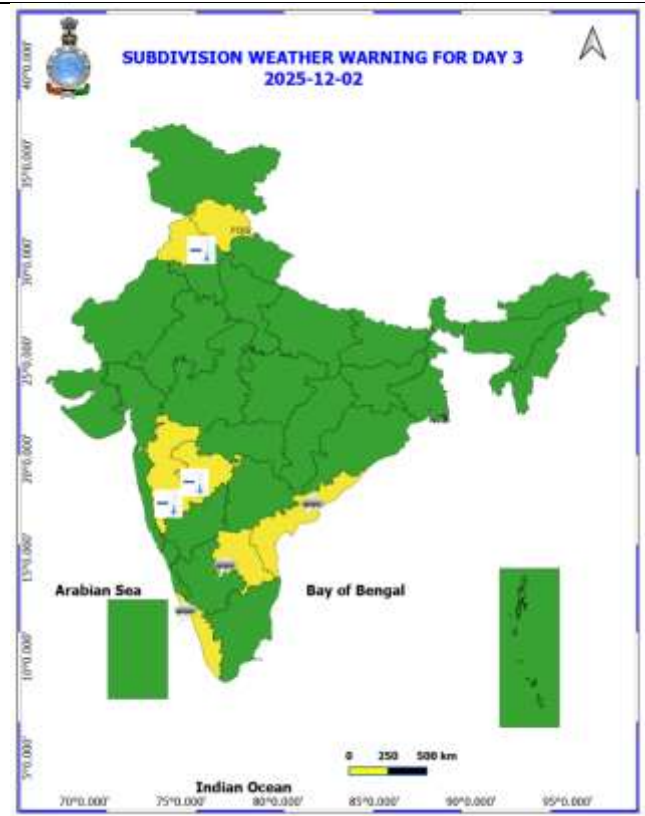 SUBDIVISION WEATHER WARNING FOR DAY 3
2025-12-02
40°0.000'
35°0.000'
30°0.000'
25°0.000'
20°0.000'
15°0.000'
10°0.000'
5°0.000'
FOG
Arabian Sea
Bay of Bengal
0 250 500 km
Indian Ocean
70°0.000' 75°0.000' 80°0.000' 85°0.000' 90°0.000' 95°0.000'